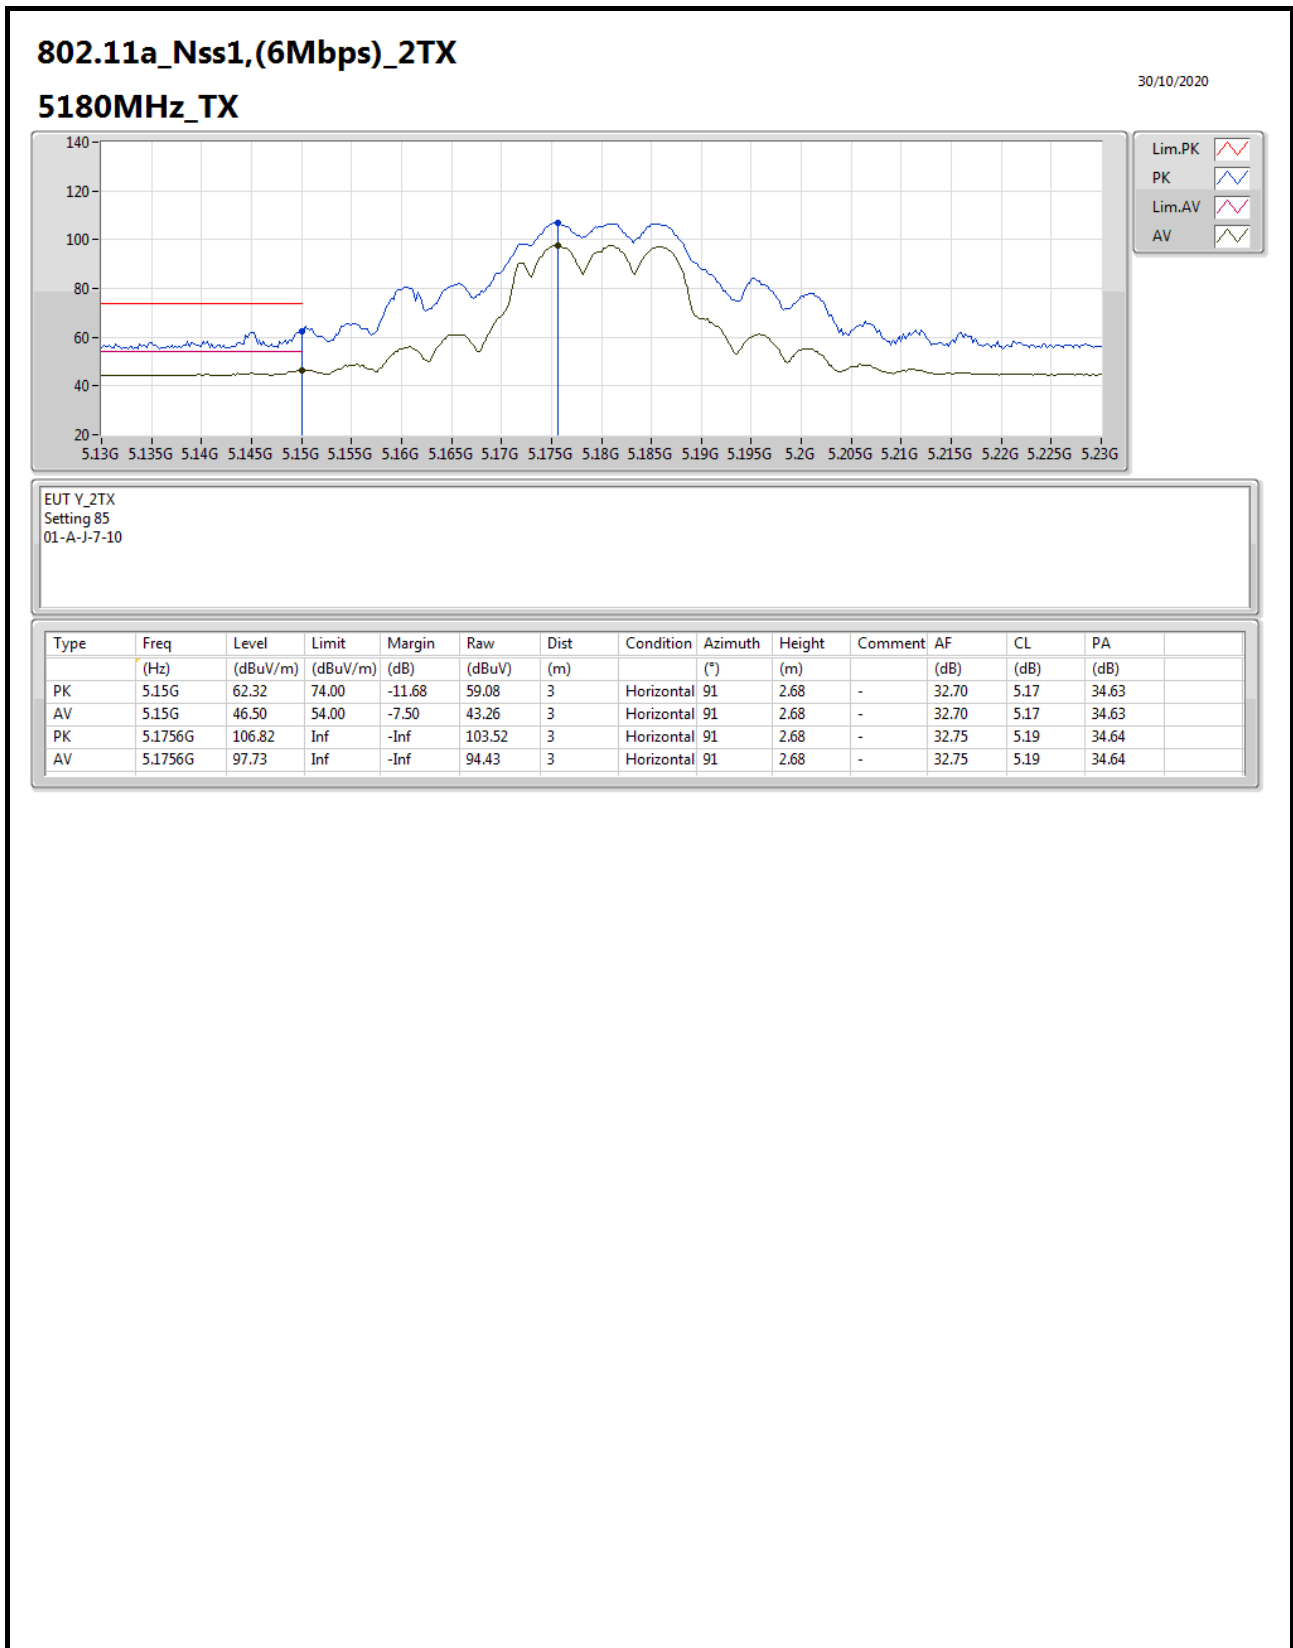 802.11a_Nss1,(6Mbps)_2TX
30/10/2020
5180MHz_TX
140
120
100
80
60
40
20
5.13G 5.135G 5.14G 5.145G 5.15G 5.155G 5.16G 5.165G 5.17G 5.175G 5.18G 5.185G 5.19G 5.195G 5.2G 5.205G 5.21G 5.215G 5.22G 5.225G 5.23G
Lim.PK
PK
Lim.AV
AV
EUT Y_2TX
Setting 85
01-A-J-7-10
Type Freq Level Limit Margin Raw Dist Condition Azimuth Height Comment AF CL PA
(Hz) (dBuV/m) (dBuV/m) (dB) (dBuV) (m) (°) (m) (dB) (dB) (dB)
PK 5.15G 62.32 74.00 -11.68 59.08 3 Horizontal 91 2.68 - 32.70 5.17 34.63
AV 5.15G 46.50 54.00 -7.50 43.26 3 Horizontal 91 2.68 - 32.70 5.17 34.63
PK 5.1756G 106.82 Inf -Inf 103.52 3 Horizontal 91 2.68 - 32.75 5.19 34.64
AV 5.1756G 97.73 Inf -Inf 94.43 3 Horizontal 91 2.68 - 32.75 5.19 34.64